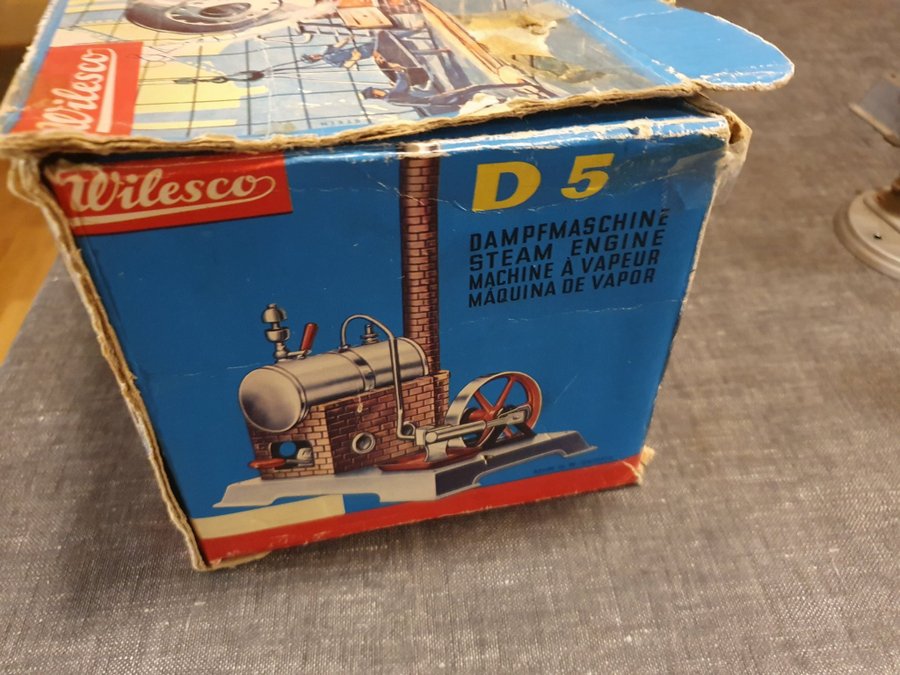 Wilesco
Wilesco
D 5
DAMPFMASCHINE
STEAM ENGINE
MACHINE À VAPEUR
MÁQUINA DE VAPOR